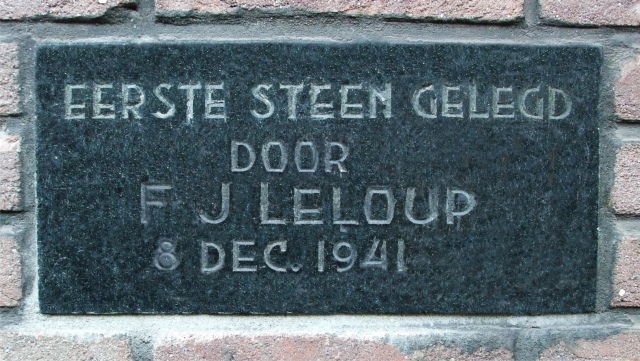 EERSTE STEEN GELEGD
DOOR
F J LELOUP
8 DEC. 1941